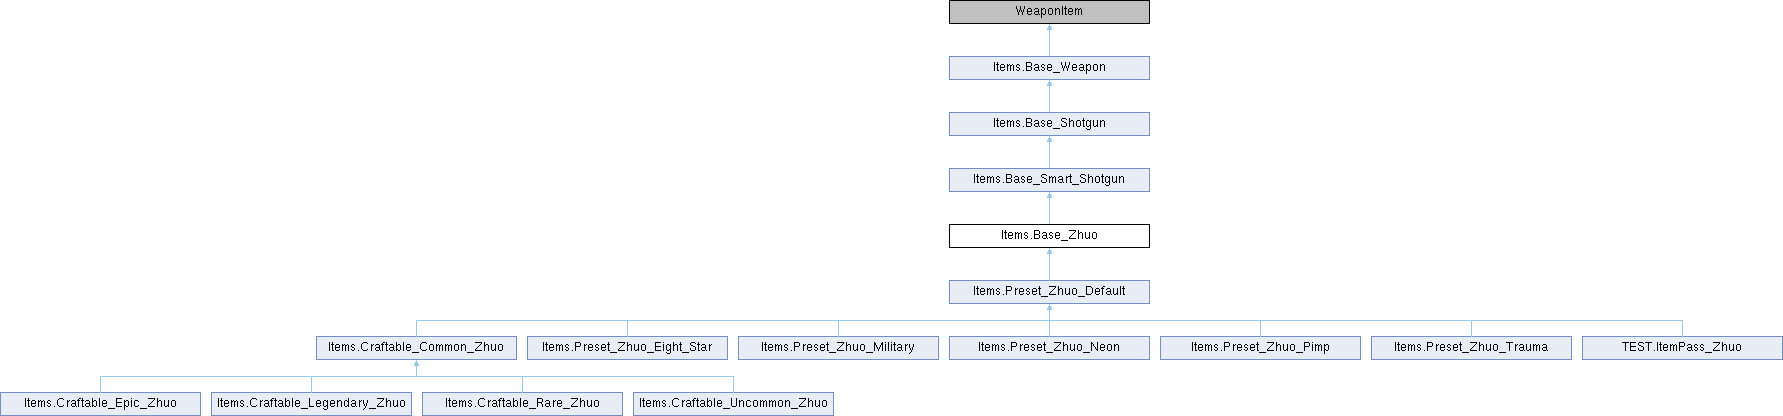 WeaponItem
Items.Base_Weapon
Items.Base_Shotgun
Items.Base_Smart_Shotgun
Items.Base_Zhuo
Items.Preset_Zhuo_Default
Items.Craftable_Common_Zhuo
Items.Preset_Zhuo_Eight_Star
Items.Preset_Zhuo_Military
Items.Preset_Zhuo_Neon
Items.Preset_Zhuo_Pimp
Items.Preset_Zhuo_Trauma
TEST.ItemPass_Zhuo
Items.Craftable_Epic_Zhuo
Items.Craftable_Legendary_Zhuo
Items.Craftable_Rare_Zhuo
Items.Craftable_Uncommon_Zhuo